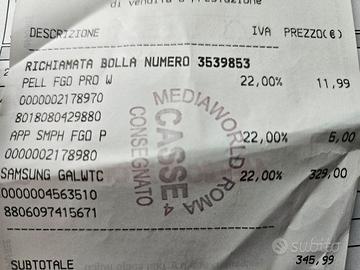 di vendita o prestazione
DESCRIZIONE IVA PREZZO(€)
RICHIAMATA BOLLA NUMERO 3539853
PELL FGO PRO W 22,00% 11,99
0000002178970
8018080429880
APP SMPH FGO P 22,00% 5,00
0000002178980
SAMSUNG GALWTC 22,00% 329,00
0000004563510
8806097415671
SUBTOTALE 345,99
MEDIAWORLD ROMA
CASSE 4
CONSEGNATO
subito